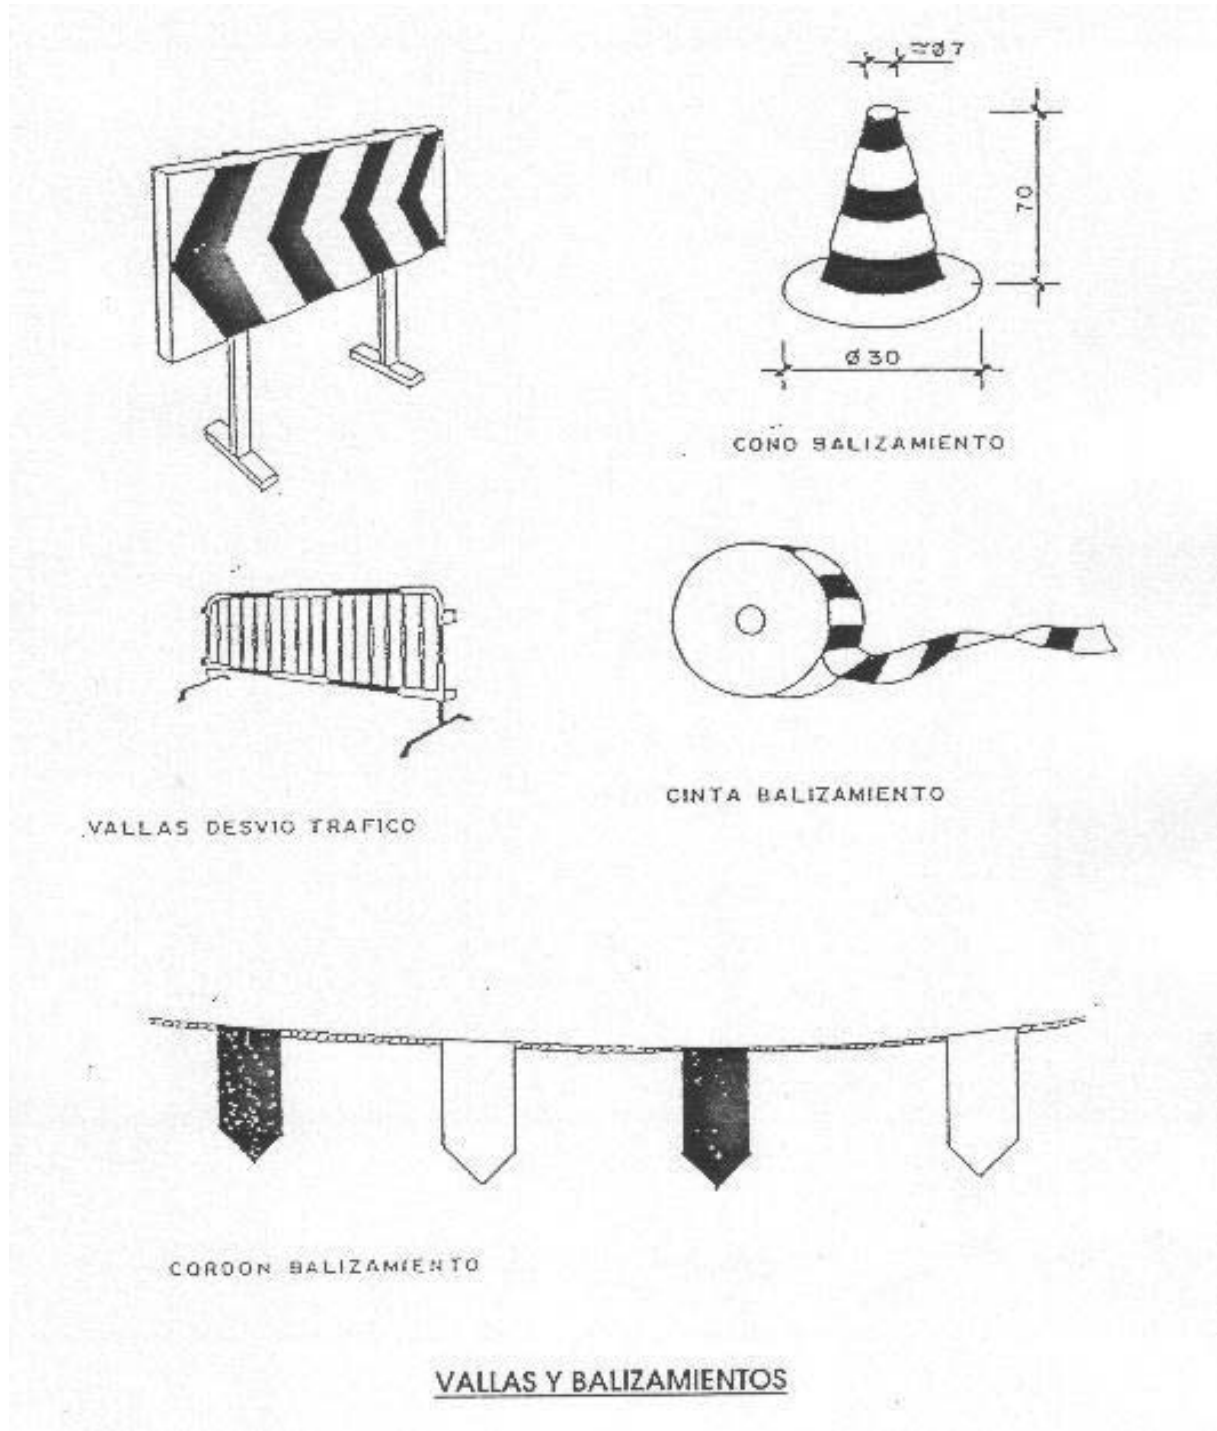 ≈Ø7
70
Ø30
CONO BALIZAMIENTO
CINTA BALIZAMIENTO
VALLAS DESVIO TRAFICO
CORDON BALIZAMIENTO
VALLAS Y BALIZAMIENTOS